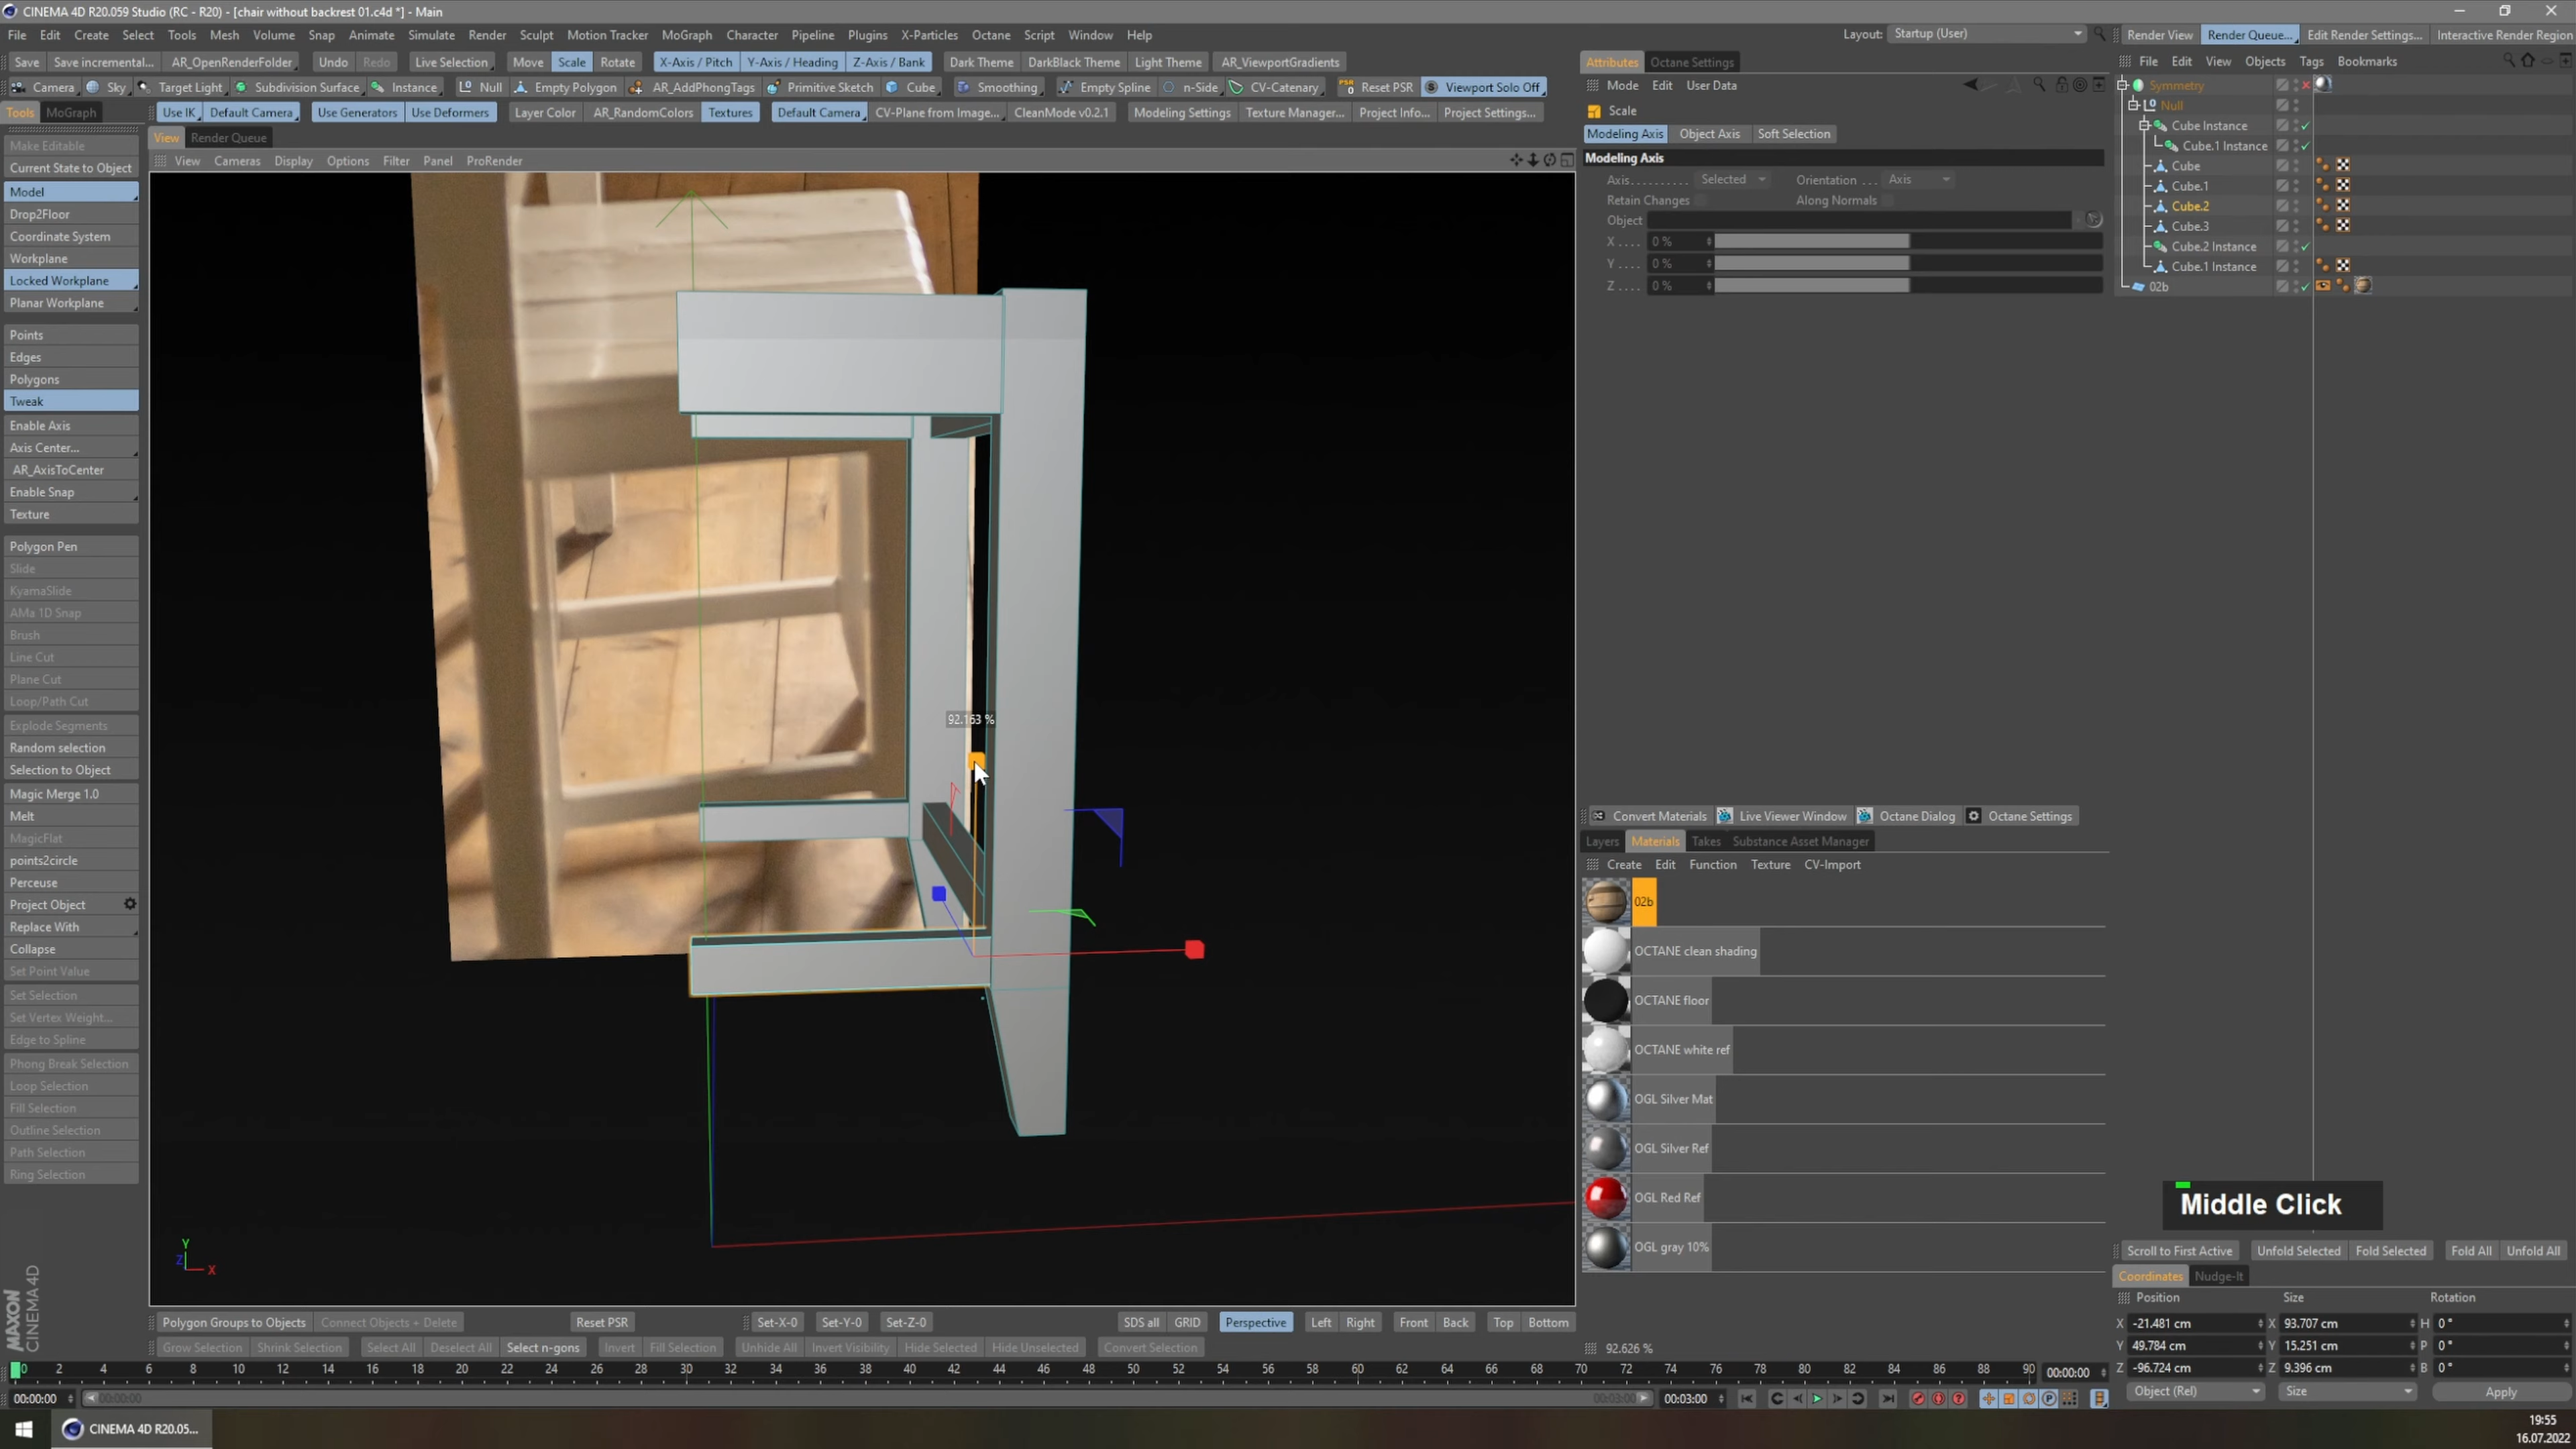 CINEMA 4D R20.059 Studio (RC - R20) - [chair without backrest 01.c4d *] - Main
File Edit Create Select Tools Mesh Volume Snap Animate Simulate Render Sculpt Motion Tracker MoGraph Character Pipeline Plugins X-Particles Octane Script Window Help
Layout: Startup (User)
Render View Render Queue... Edit Render Settings... Interactive Render Region
Save Save incremental... AR_OpenRenderFolder Undo Redo Live Selection Move Scale Rotate X-Axis / Pitch Y-Axis / Heading Z-Axis / Bank Dark Theme DarkBlack Theme Light Theme AR_ViewportGradients
Camera Sky Target Light Subdivision Surface Instance Null Empty Polygon AR_AddPhongTags Primitive Sketch Cube Smoothing Empty Spline n-Side CV-Catenary PSR Reset PSR Viewport Solo Off
Tools MoGraph
Use IK Default Camera Use Generators Use Deformers Layer Color AR_RandomColors Textures Default Camera CV-Plane from Image... CleanMode v0.2.1 Modeling Settings Texture Manager... Project Info... Project Settings...
View Render Queue
View Cameras Display Options Filter Panel ProRender
Make Editable
Current State to Object
Model
Drop2Floor
Coordinate System
Workplane
Locked Workplane
Planar Workplane
Points
Edges
Polygons
Tweak
Enable Axis
Axis Center...
AR_AxisToCenter
Enable Snap
Texture
Polygon Pen
Slide
KyamaSlide
AMa 1D Snap
Brush
Line Cut
Plane Cut
Loop/Path Cut
Explode Segments
Random selection
Selection to Object
Magic Merge 1.0
Melt
MagicFlat
points2circle
Perceuse
Project Object
Replace With
Collapse
Set Point Value
Set Selection
Set Vertex Weight...
Edge to Spline
Phong Break Selection
Loop Selection
Fill Selection
Outline Selection
Path Selection
Ring Selection
MAXON
CINEMA4D
92.163 %
Y
Z
X
Attributes Octane Settings
Mode Edit User Data
Scale
Modeling Axis Object Axis Soft Selection
Modeling Axis
Axis.......... Selected Orientation ... Axis
Retain Changes Along Normals
Object
X .... 0 %
Y .... 0 %
Z .... 0 %
Convert Materials Live Viewer Window Octane Dialog Octane Settings
Layers Materials Takes Substance Asset Manager
Create Edit Function Texture CV-Import
02b
OCTANE clean shading
OCTANE floor
OCTANE white ref
OGL Silver Mat
OGL Silver Ref
OGL Red Ref
OGL gray 10%
File Edit View Objects Tags Bookmarks
Symmetry
Null
Cube Instance
Cube.1 Instance
Cube
Cube.1
Cube.2
Cube.3
Cube.2 Instance
Cube.1 Instance
02b
Middle Click
Scroll to First Active Unfold Selected Fold Selected Fold All Unfold All
Coordinates Nudge-It
Position Size Rotation
X -21.481 cm X 93.707 cm H 0 °
Y 49.784 cm Y 15.251 cm P 0 °
Z -96.724 cm Z 9.396 cm B 0 °
Object (Rel) Size Apply
Polygon Groups to Objects Connect Objects + Delete Reset PSR Set-X-0 Set-Y-0 Set-Z-0 SDS all GRID Perspective Left Right Front Back Top Bottom
Grow Selection Shrink Selection Select All Deselect All Select n-gons Invert Fill Selection Unhide All Invert Visibility Hide Selected Hide Unselected Convert Selection
92.626 %
0 2 4 6 8 10 12 14 16 18 20 22 24 26 28 30 32 34 36 38 40 42 44 46 48 50 52 54 56 58 60 62 64 66 68 70 72 74 76 78 80 82 84 86 88 90 00:00:00
00:00:00 00:00:00 00:03:00 00:03:00
CINEMA 4D R20.05...
19:55
16.07.2022